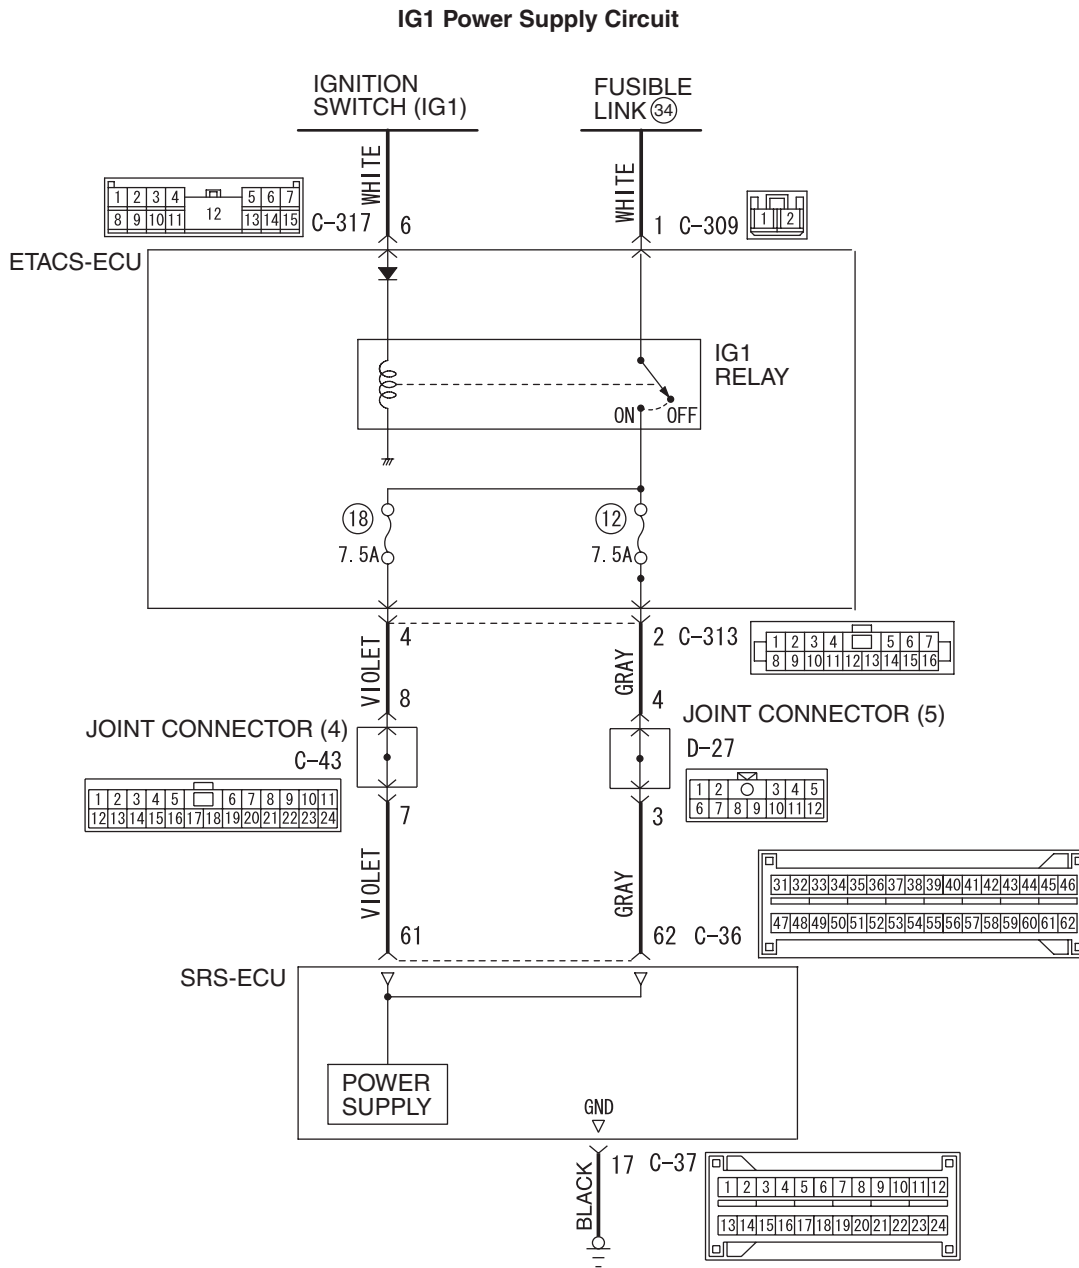 IG1 Power Supply Circuit
IGNITION
SWITCH (IG1)
FUSIBLE
LINK 34
WHITE
WHITE
1 2 3 4 5 6 7
8 9 10 11 12 13 14 15
C-317 6
1 C-309
1 2
ETACS-ECU
IG1
RELAY
ON OFF
18
7.5A
12
7.5A
4
2 C-313
1 2 3 4 5 6 7
8 9 10 11 12 13 14 15 16
VIOLET
GRAY
8
4
JOINT CONNECTOR (4)
C-43
JOINT CONNECTOR (5)
D-27
1 2 3 4 5 6 7 8 9 10 11
12 13 14 15 16 17 18 19 20 21 22 23 24
1 2 3 4 5
6 7 8 9 10 11 12
7
3
VIOLET
GRAY
31 32 33 34 35 36 37 38 39 40 41 42 43 44 45 46
47 48 49 50 51 52 53 54 55 56 57 58 59 60 61 62
61
62 C-36
SRS-ECU
POWER
SUPPLY
GND
17 C-37
BLACK
1 2 3 4 5 6 7 8 9 10 11 12
13 14 15 16 17 18 19 20 21 22 23 24